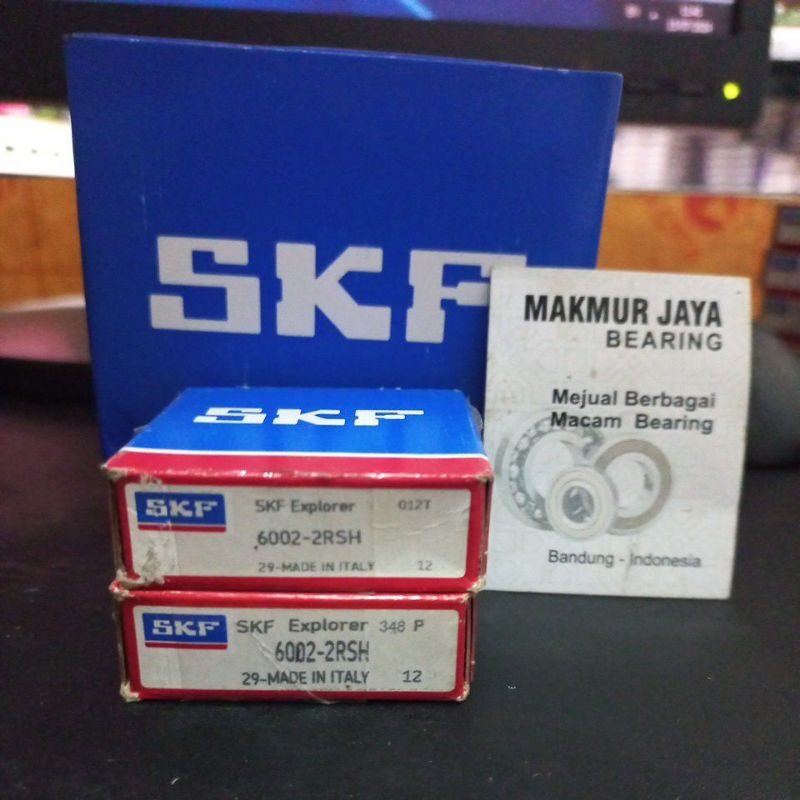 SKF
MAKMUR JAYA
BEARING
Mejual Berbagai
Macam Bearing
Bandung - Indonesia
SKF
SKF
SKF Explorer 012T
6002-2RSH
29-MADE IN ITALY 12
SKF
SKF Explorer 348 P
6002-2RSH
29-MADE IN ITALY 12